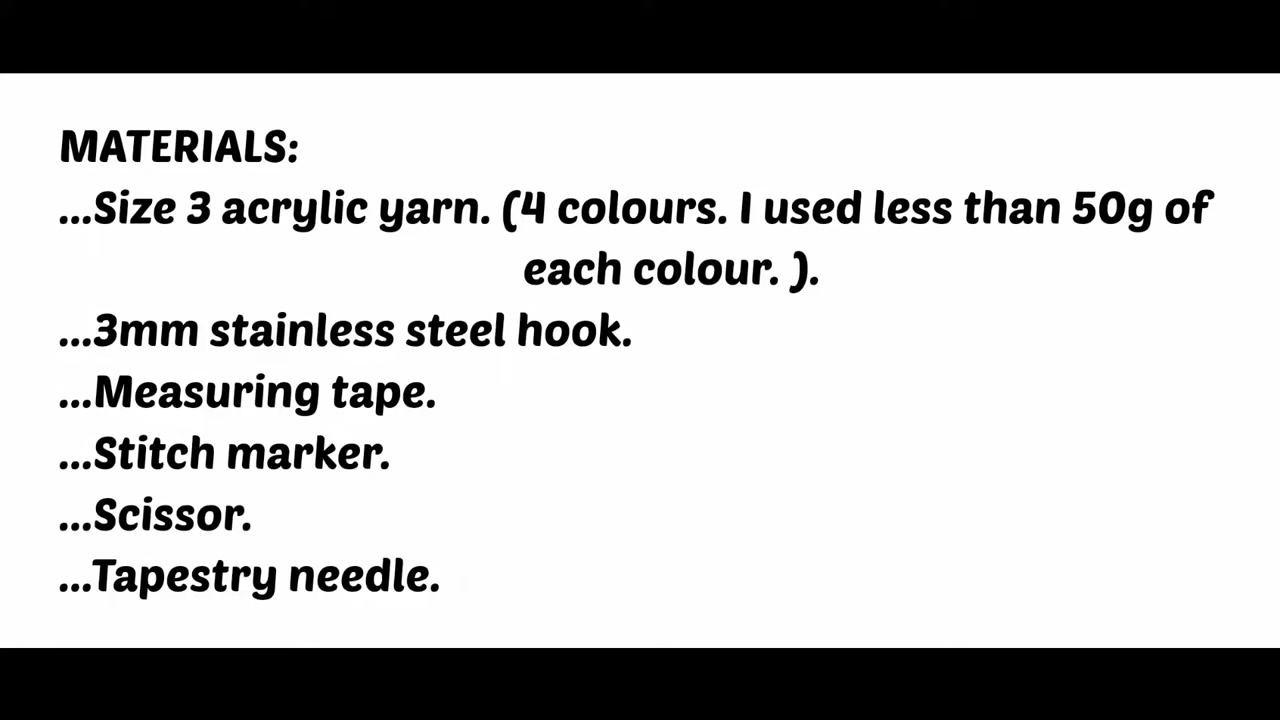 MATERIALS:
...Size 3 acrylic yarn. (4 colours. I used less than 50g of
each colour. ).
...3mm stainless steel hook.
...Measuring tape.
...Stitch marker.
...Scissor.
...Tapestry needle.